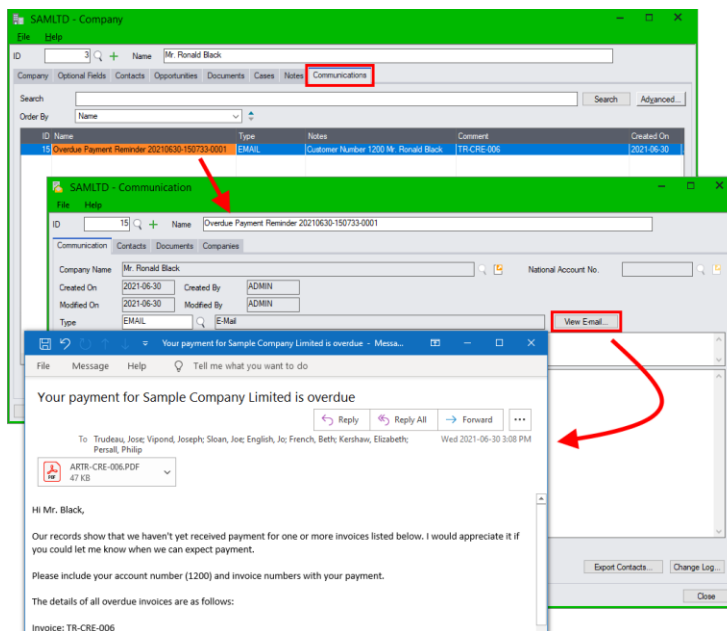 SAMLTD - Company
File Help
ID 3 Name Mr. Ronald Black
Company Optional Fields Contacts Opportunities Documents Cases Notes Communications
Search Search Advanced...
Order By Name
ID Name Type Notes Comment Created On
15 Overdue Payment Reminder 20210630-150733-0001 EMAIL Customer Number 1200 Mr. Ronald Black TR-CRE-006 2021-06-30
SAMLTD - Communication
File Help
ID 15 Name Overdue Payment Reminder 20210630-150733-0001
Communication Contacts Documents Companies
Company Name Mr. Ronald Black National Account No.
Created On 2021-06-30 Created By ADMIN
Modified On 2021-06-30 Modified By ADMIN
Type EMAIL E-Mail View E-mail...
Your payment for Sample Company Limited is overdue - Messa...
File Message Help Tell me what you want to do
Your payment for Sample Company Limited is overdue
Reply Reply All Forward
To Trudeau, Jose; Vipond, Joseph; Sloan, Joe; English, Jo; French, Beth; Kershaw, Elizabeth; Wed 2021-06-30 3:08 PM
Persall, Philip
ARTR-CRE-006.PDF
PDF 47 KB
Hi Mr. Black,
Our records show that we haven't yet received payment for one or more invoices listed below. I would appreciate it if
you could let me know when we can expect payment.
Please include your account number (1200) and invoice numbers with your payment.
The details of all overdue invoices are as follows:
Invoice: TR-CRE-006
Export Contacts... Change Log...
Close